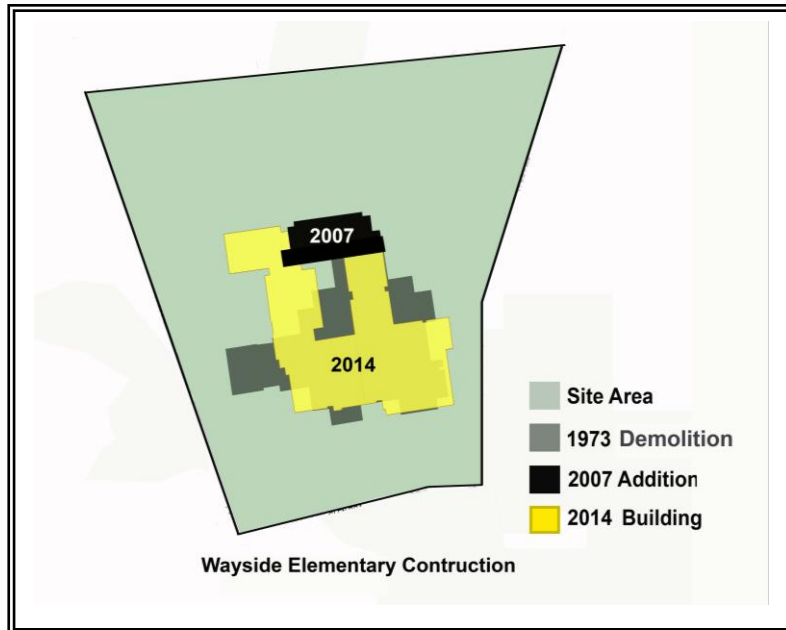 2007
2014
Site Area
1973 Demolition
2007 Addition
2014 Building
Wayside Elementary Contruction